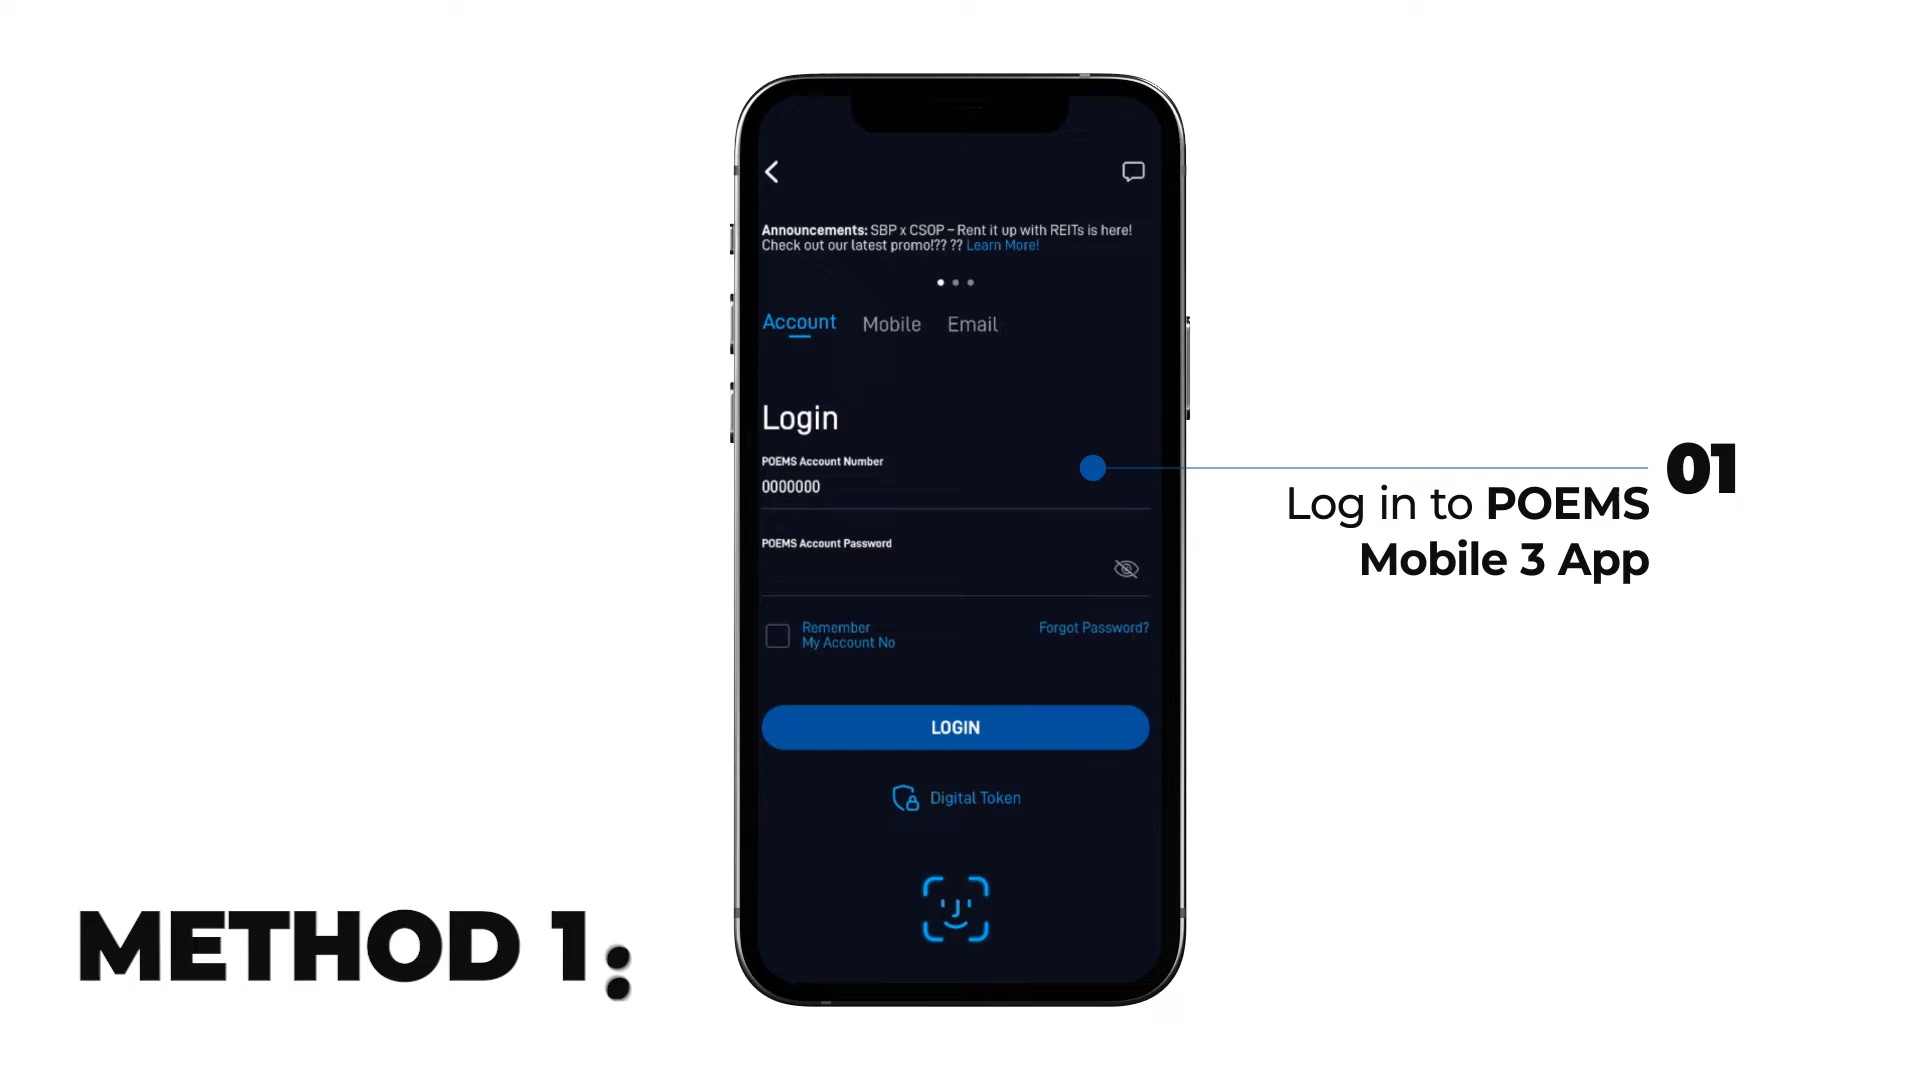 Announcements: SBP x CSOP – Rent it up with REITs is here!
Check out our latest promo!?? ?? Learn More!
Account Mobile Email
Login
POEMS Account Number
0000000
POEMS Account Password
Remember
My Account No
Forgot Password?
LOGIN
Digital Token
01
Log in to POEMS
Mobile 3 App
METHOD 1: